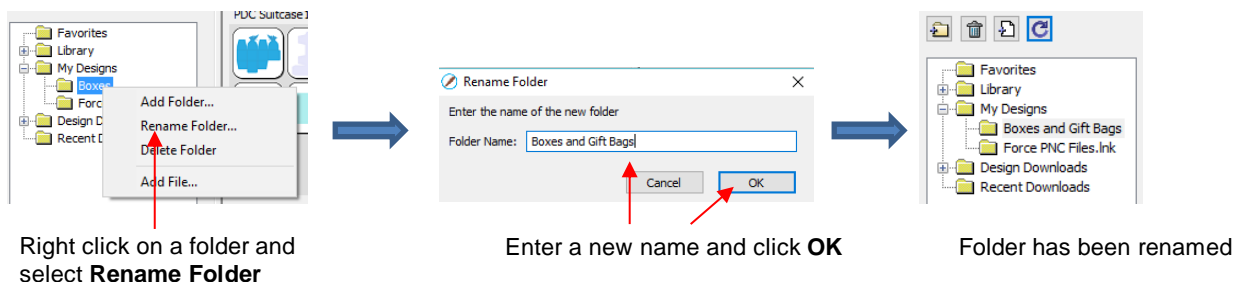 PDC Suitcase1
Favorites
Library
My Designs
Boxes
Forc
Design D
Recent D
Add Folder...
Rename Folder...
Delete Folder
Add File...
Right click on a folder and
select Rename Folder
Rename Folder
Enter the name of the new folder
Folder Name: Boxes and Gift Bags
Cancel OK
Enter a new name and click OK
Favorites
Library
My Designs
Boxes and Gift Bags
Force PNC Files.lnk
Design Downloads
Recent Downloads
Folder has been renamed